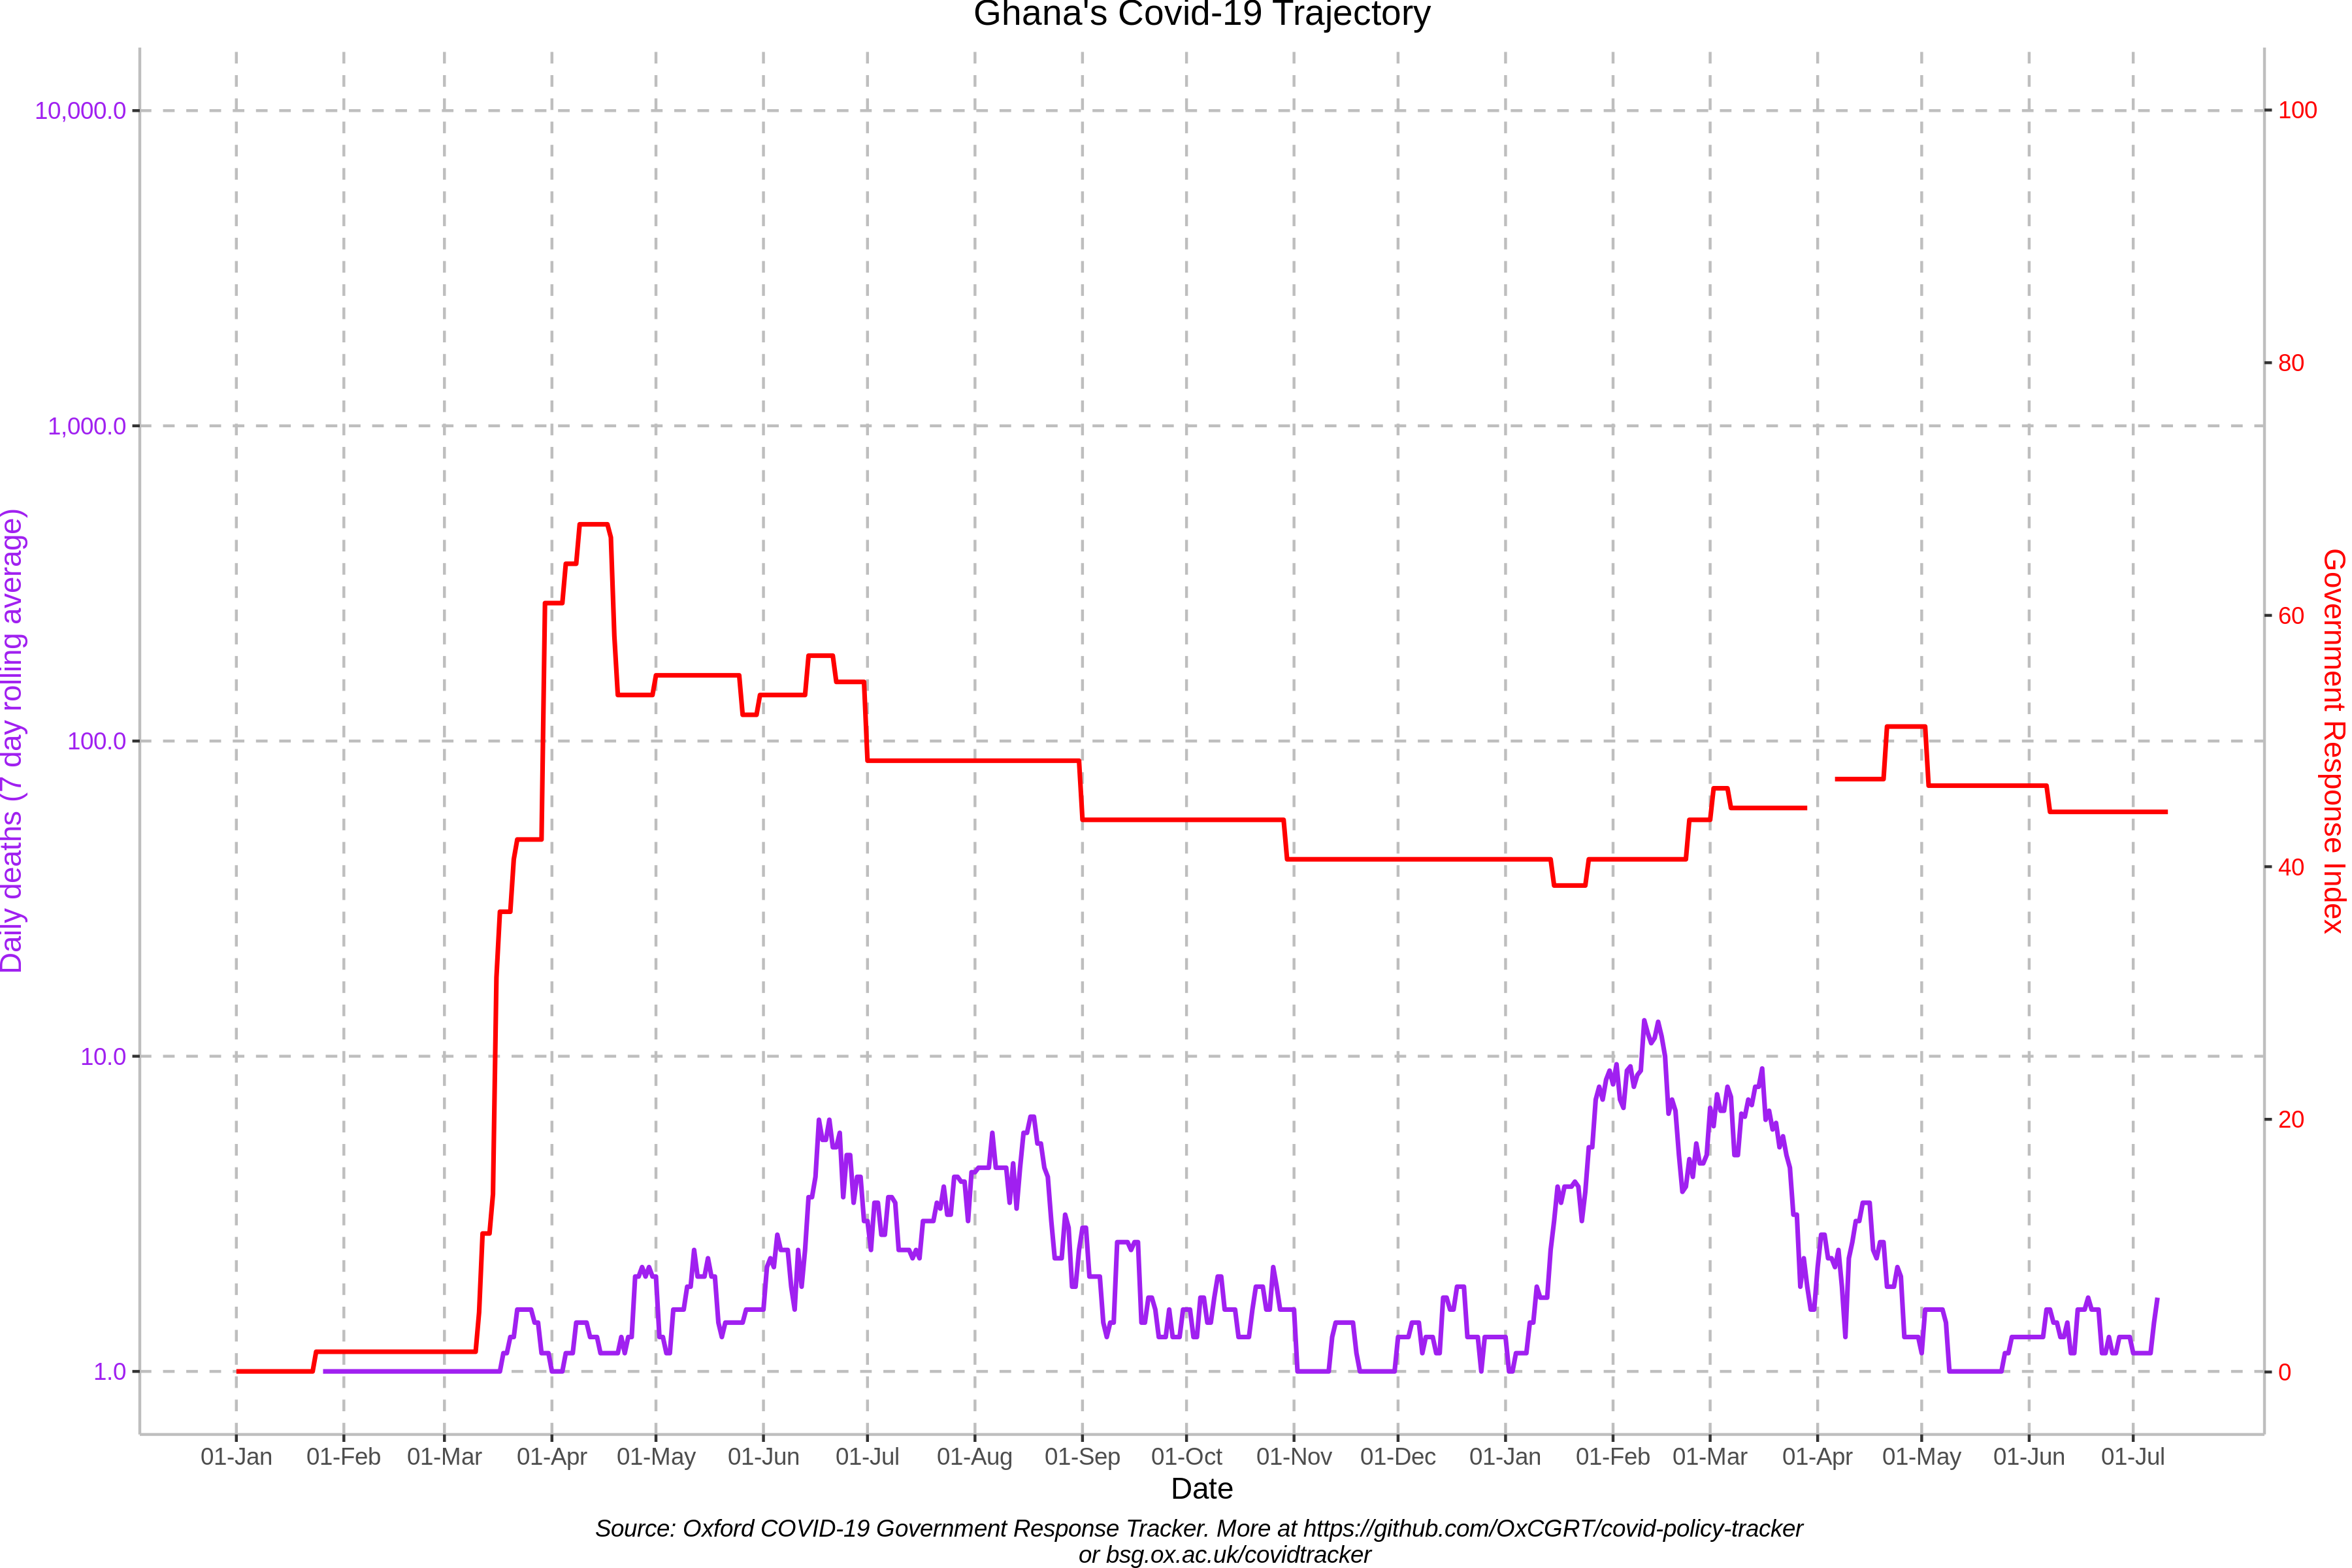 Ghana's Covid-19 Trajectory
10,000.0
1,000.0
100.0
10.0
1.0
Daily deaths (7 day rolling average)
100
80
60
40
20
0
Government Response Index
01-Jan 01-Feb 01-Mar 01-Apr 01-May 01-Jun 01-Jul 01-Aug 01-Sep 01-Oct 01-Nov 01-Dec 01-Jan 01-Feb 01-Mar 01-Apr 01-May 01-Jun 01-Jul
Date
Source: Oxford COVID-19 Government Response Tracker. More at https://github.com/OxCGRT/covid-policy-tracker
or bsg.ox.ac.uk/covidtracker